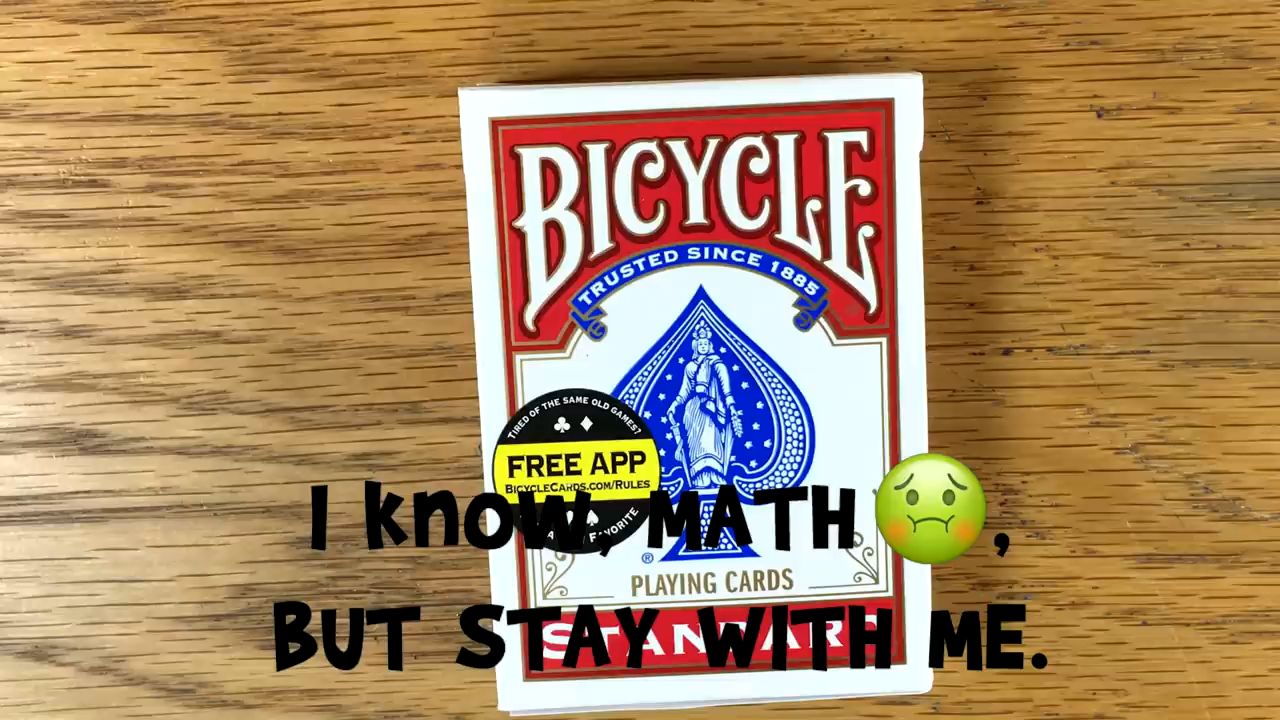 BICYCLE
TRUSTED SINCE 1885
TIRED OF THE SAME OLD GAMES?
FREE APP
BICYCLECARDS.COM/RULES
FAVORITE
I know, MATH🤢,
BUT STAY WITH ME.
®
PLAYING CARDS
STANDARD